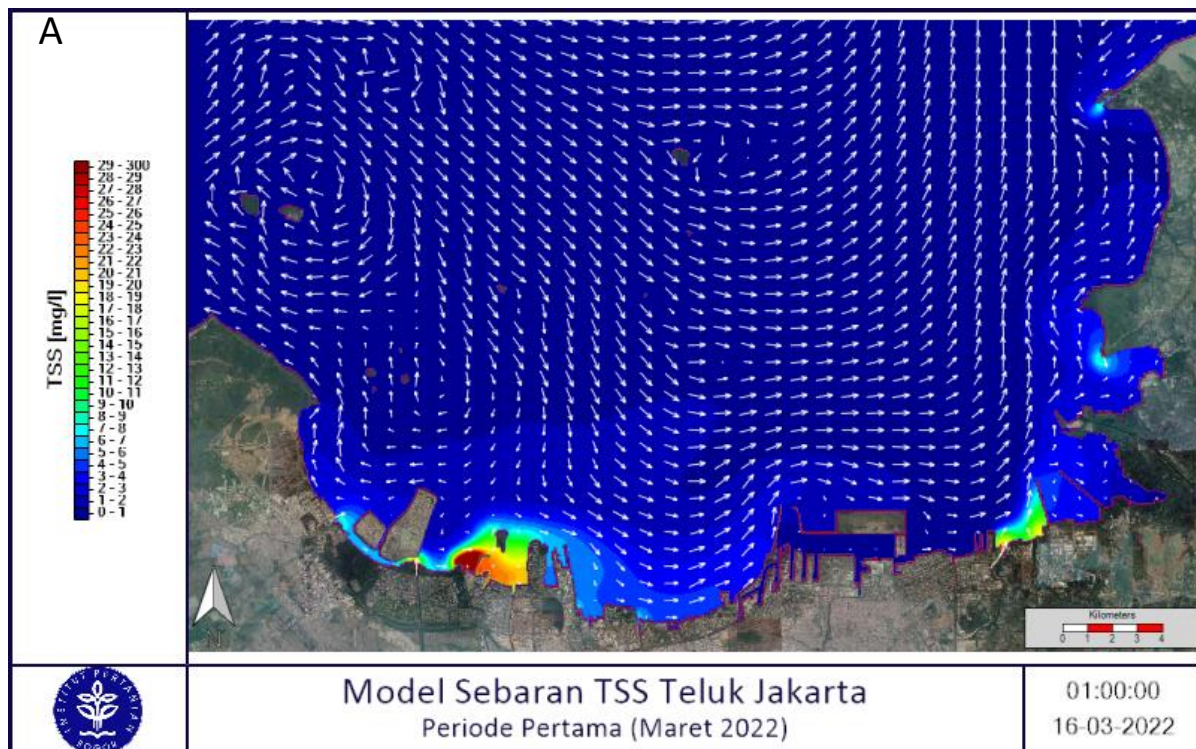 A
TSS [mg/l]
29 - 300
28 - 29
27 - 28
26 - 27
25 - 26
24 - 25
23 - 24
22 - 23
21 - 22
20 - 21
19 - 20
18 - 19
17 - 18
16 - 17
15 - 16
14 - 15
13 - 14
12 - 13
11 - 12
10 - 11
9 - 10
8 - 9
7 - 8
6 - 7
5 - 6
4 - 5
3 - 4
2 - 3
1 - 2
0 - 1
N
Kilometers
0 1 2 3 4
INSTITUT PERTANIAN
BOGOR
Model Sebaran TSS Teluk Jakarta
Periode Pertama (Maret 2022)
01:00:00
16-03-2022